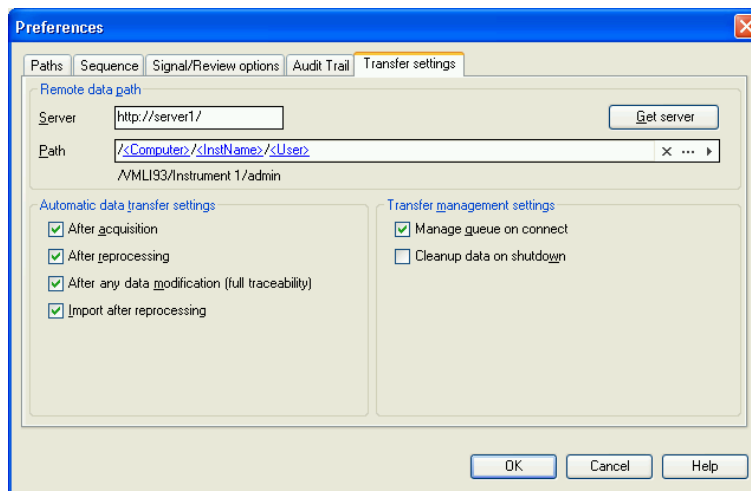 Preferences
Paths Sequence Signal/Review options Audit Trail Transfer settings
Remote data path
Server http://server1/ Get server
Path /<Computer>/<InstName>/<User>
/VMLI93/Instrument 1/admin
Automatic data transfer settings Transfer management settings
After acquisition Manage queue on connect
After reprocessing Cleanup data on shutdown
After any data modification (full traceability)
Import after reprocessing
OK Cancel Help